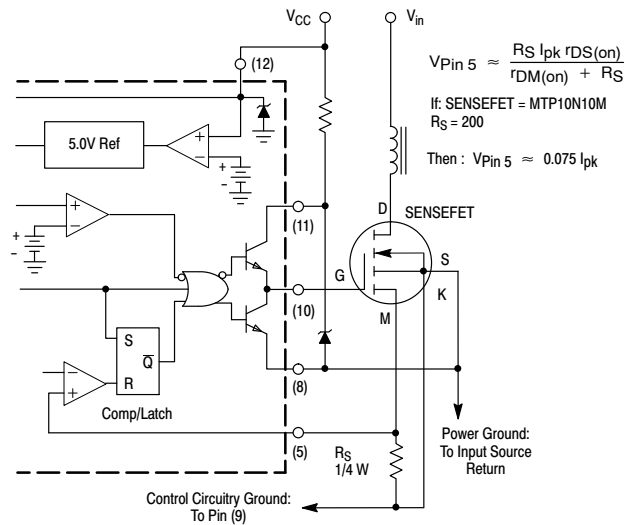 VCC
Vin
(12)
VPin 5 ≈ RS Ipk rDS(on)
rDM(on) + RS
If: SENSEFET = MTP10N10M
RS = 200
Then : VPin 5 ≈ 0.075 Ipk
5.0V Ref
+
−
+
−
+
−
+
−
(11)
D
SENSEFET
S
G
K
(10)
M
S
Q
R
−
+
Comp/Latch
(8)
(5)
RS
1/4 W
Power Ground:
To Input Source
Return
Control Circuitry Ground:
To Pin (9)